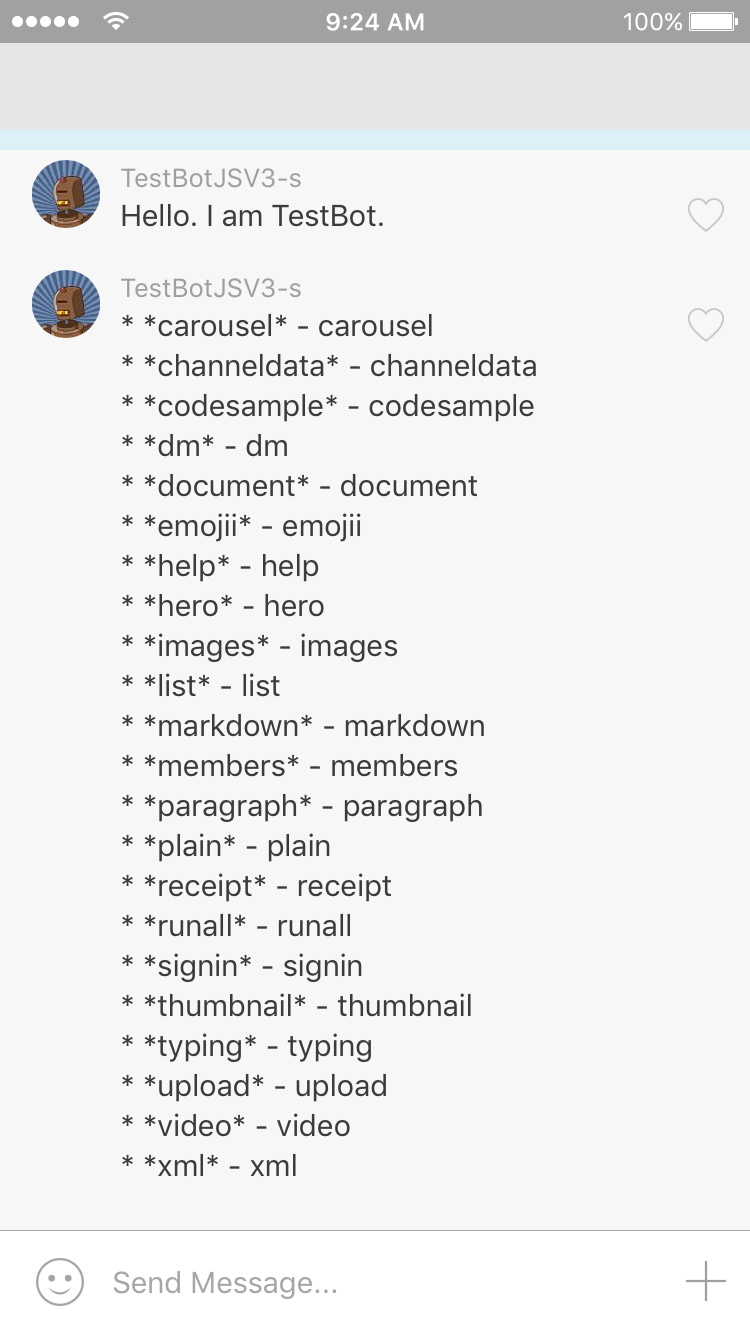 9:24 AM 100%
TestBotJSV3-s
Hello. I am TestBot.
TestBotJSV3-s
* *carousel* - carousel
* *channeldata* - channeldata
* *codesample* - codesample
* *dm* - dm
* *document* - document
* *emojii* - emojii
* *help* - help
* *hero* - hero
* *images* - images
* *list* - list
* *markdown* - markdown
* *members* - members
* *paragraph* - paragraph
* *plain* - plain
* *receipt* - receipt
* *runall* - runall
* *signin* - signin
* *thumbnail* - thumbnail
* *typing* - typing
* *upload* - upload
* *video* - video
* *xml* - xml
Send Message...